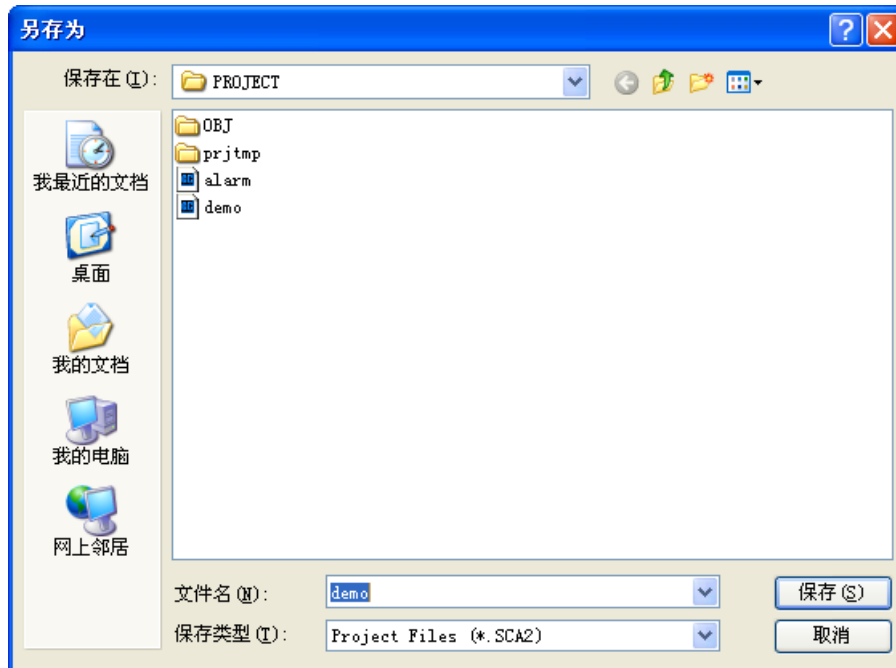 另存为
保存在(I):
PROJECT
我最近的文档
桌面
我的文档
我的电脑
网上邻居
OBJ
prjtmp
alarm
demo
文件名(N):
demo
保存(S)
保存类型(T):
Project Files (*.SCA2)
取消